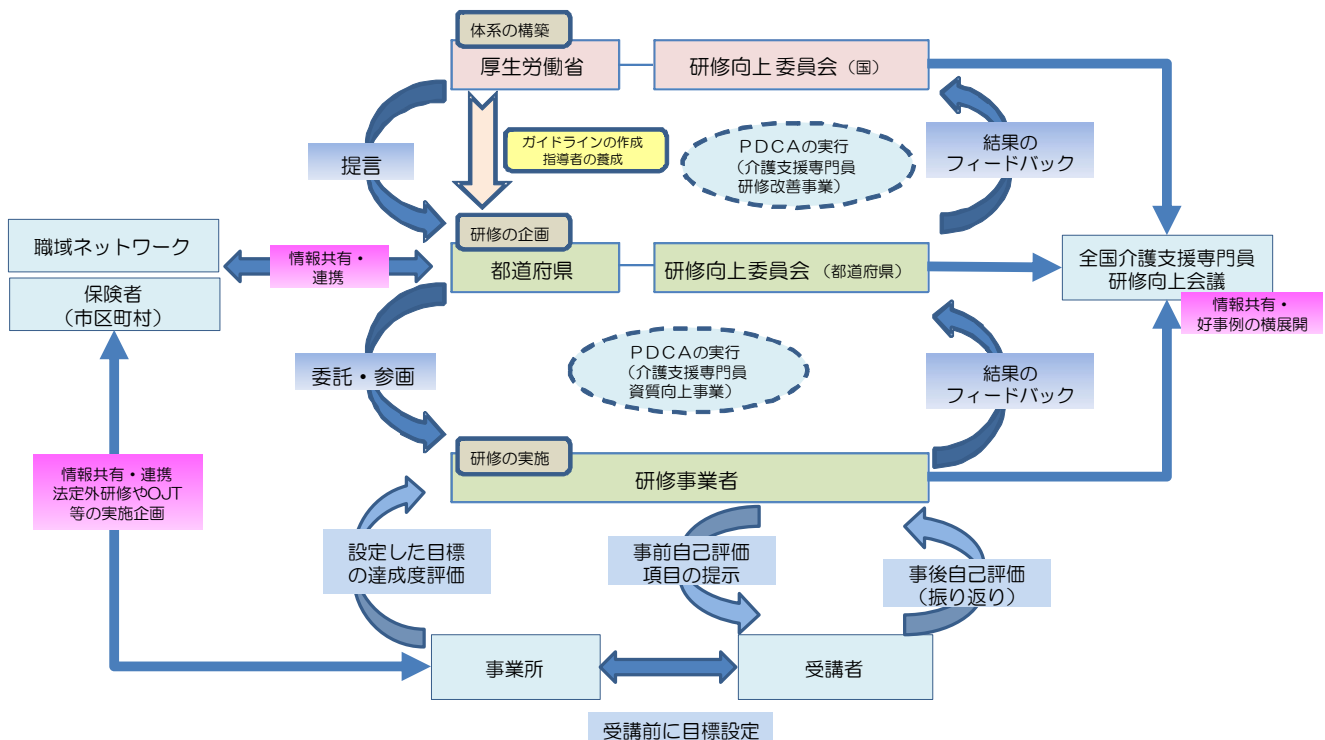 体系の構築
厚生労働省
研修向上委員会（国）
ガイドラインの作成
指導者の養成
提言
PDCAの実行
（介護支援専門員
研修改善事業）
結果の
フィードバック
職域ネットワーク
情報共有・
連携
研修の企画
都道府県
研修向上委員会（都道府県）
全国介護支援専門員
研修向上会議
情報共有・
好事例の横展開
保険者
（市区町村）
委託・参画
PDCAの実行
（介護支援専門員
資質向上事業）
結果の
フィードバック
情報共有・連携
法定外研修やOJT
等の実施企画
研修の実施
研修事業者
設定した目標
の達成度評価
事前自己評価
項目の提示
事後自己評価
（振り返り）
事業所
受講者
受講前に目標設定